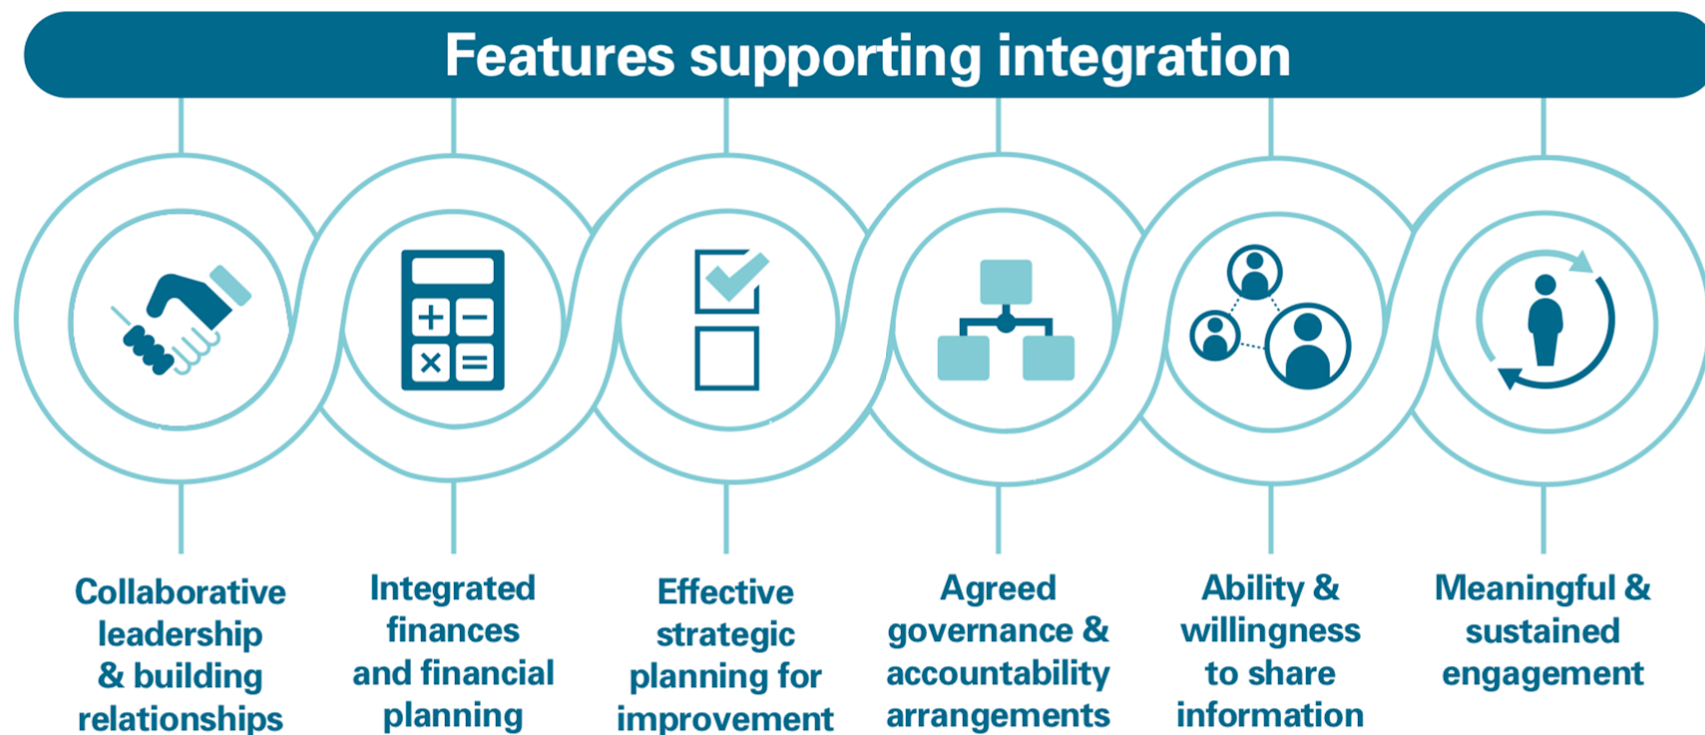 Features supporting integration
Collaborative
leadership
& building
relationships
Integrated
finances
and financial
planning
Effective
strategic
planning for
improvement
Agreed
governance &
accountability
arrangements
Ability &
willingness
to share
information
Meaningful &
sustained
engagement